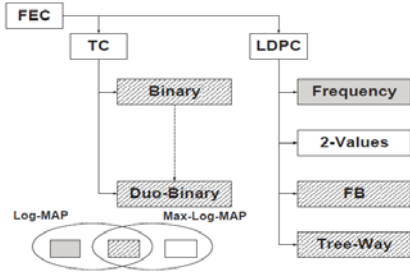 FEC
TC
LDPC
Binary
Frequency
2-Values
Duo-Binary
FB
Log-MAP
Max-Log-MAP
Tree-Way